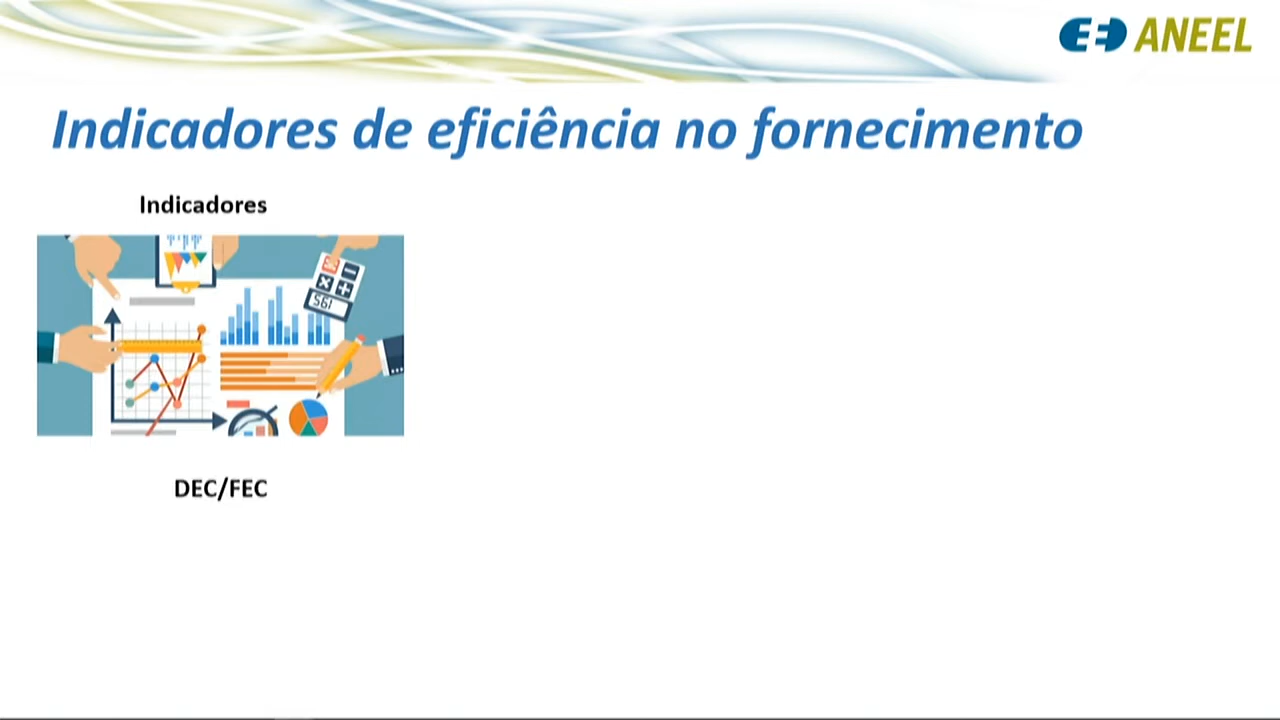 ANEEL
Indicadores de eficiência no fornecimento
Indicadores
DEC/FEC